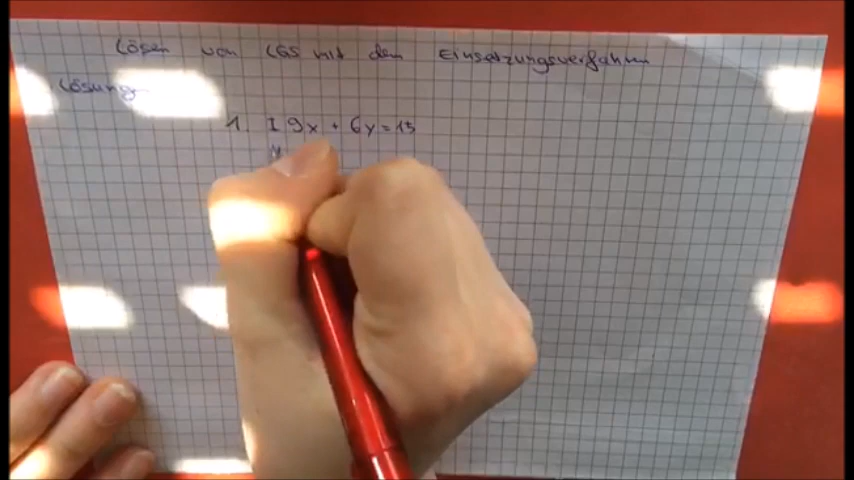 Lösen von LGS mit dem Einsetzungsverfahren
Lösung
1. I 9x + 6y = 15